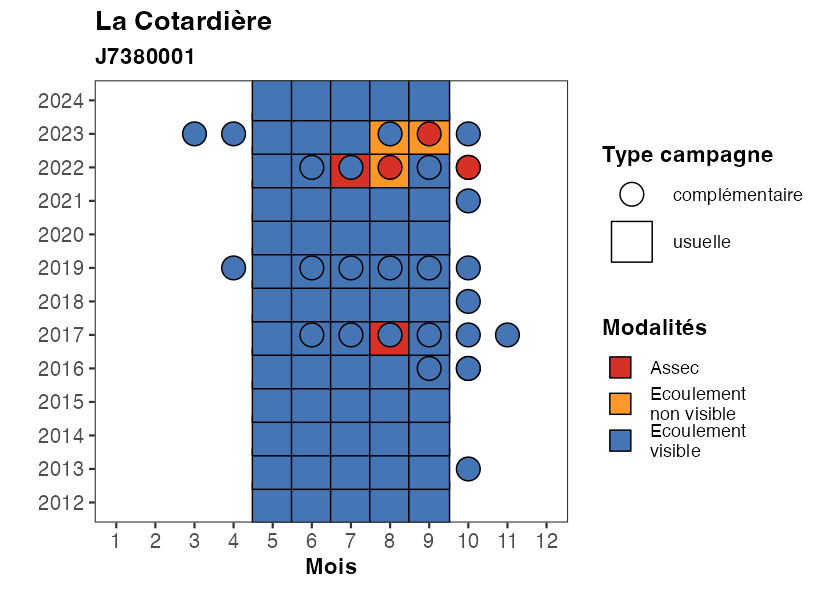 La Cotardière
J7380001
2024
2023
2022
2021
2020
2019
2018
2017
2016
2015
2014
2013
2012
1 2 3 4 5 6 7 8 9 10 11 12
Mois
Type campagne
complémentaire
usuelle
Modalités
Assec
Ecoulement
non visible
Ecoulement
visible